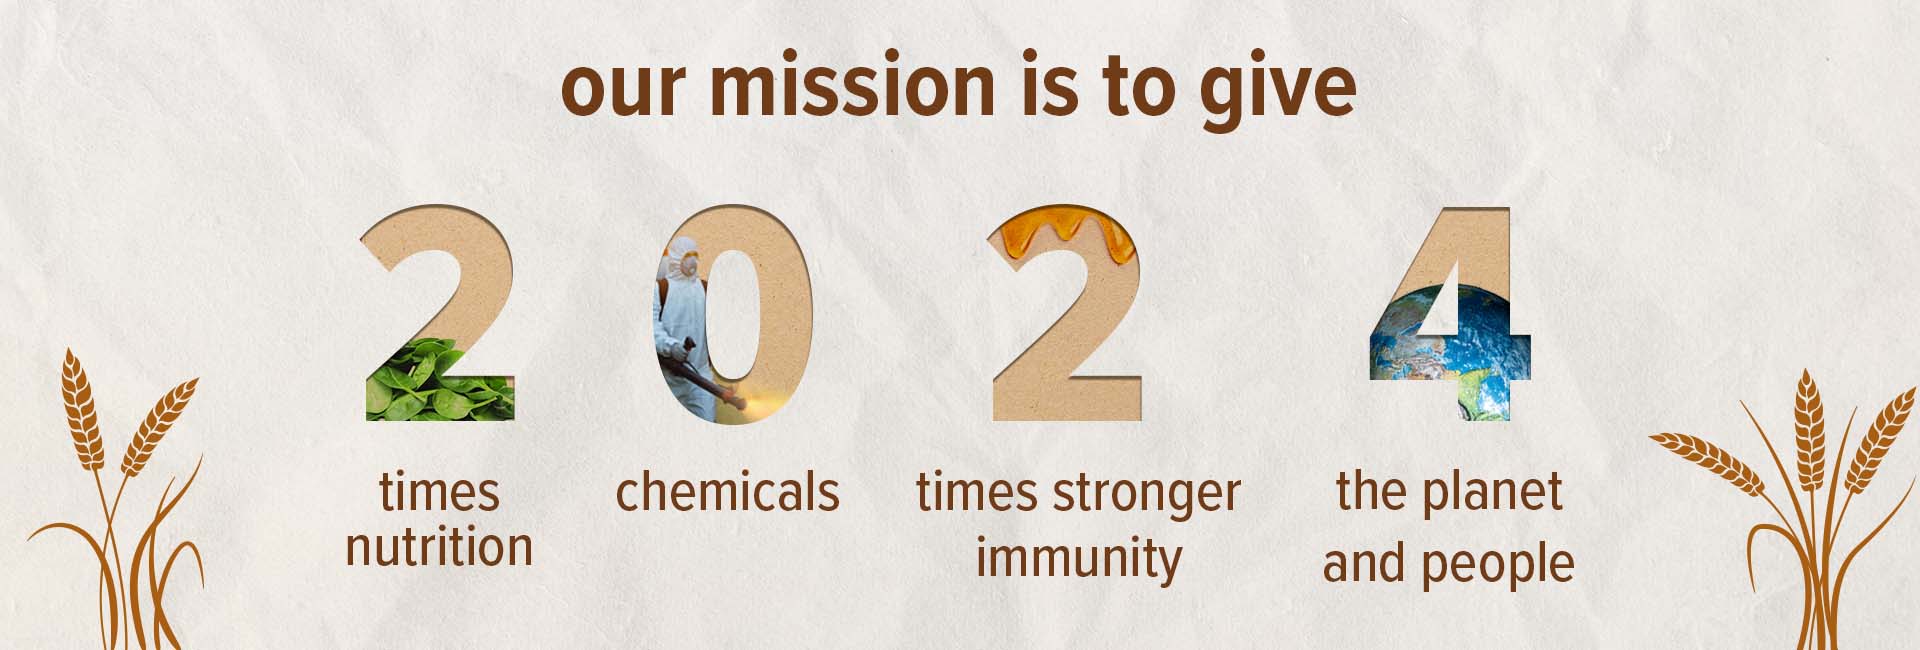 our mission is to give
2 0 2 4
times
nutrition
chemicals
times stronger
immunity
the planet
and people